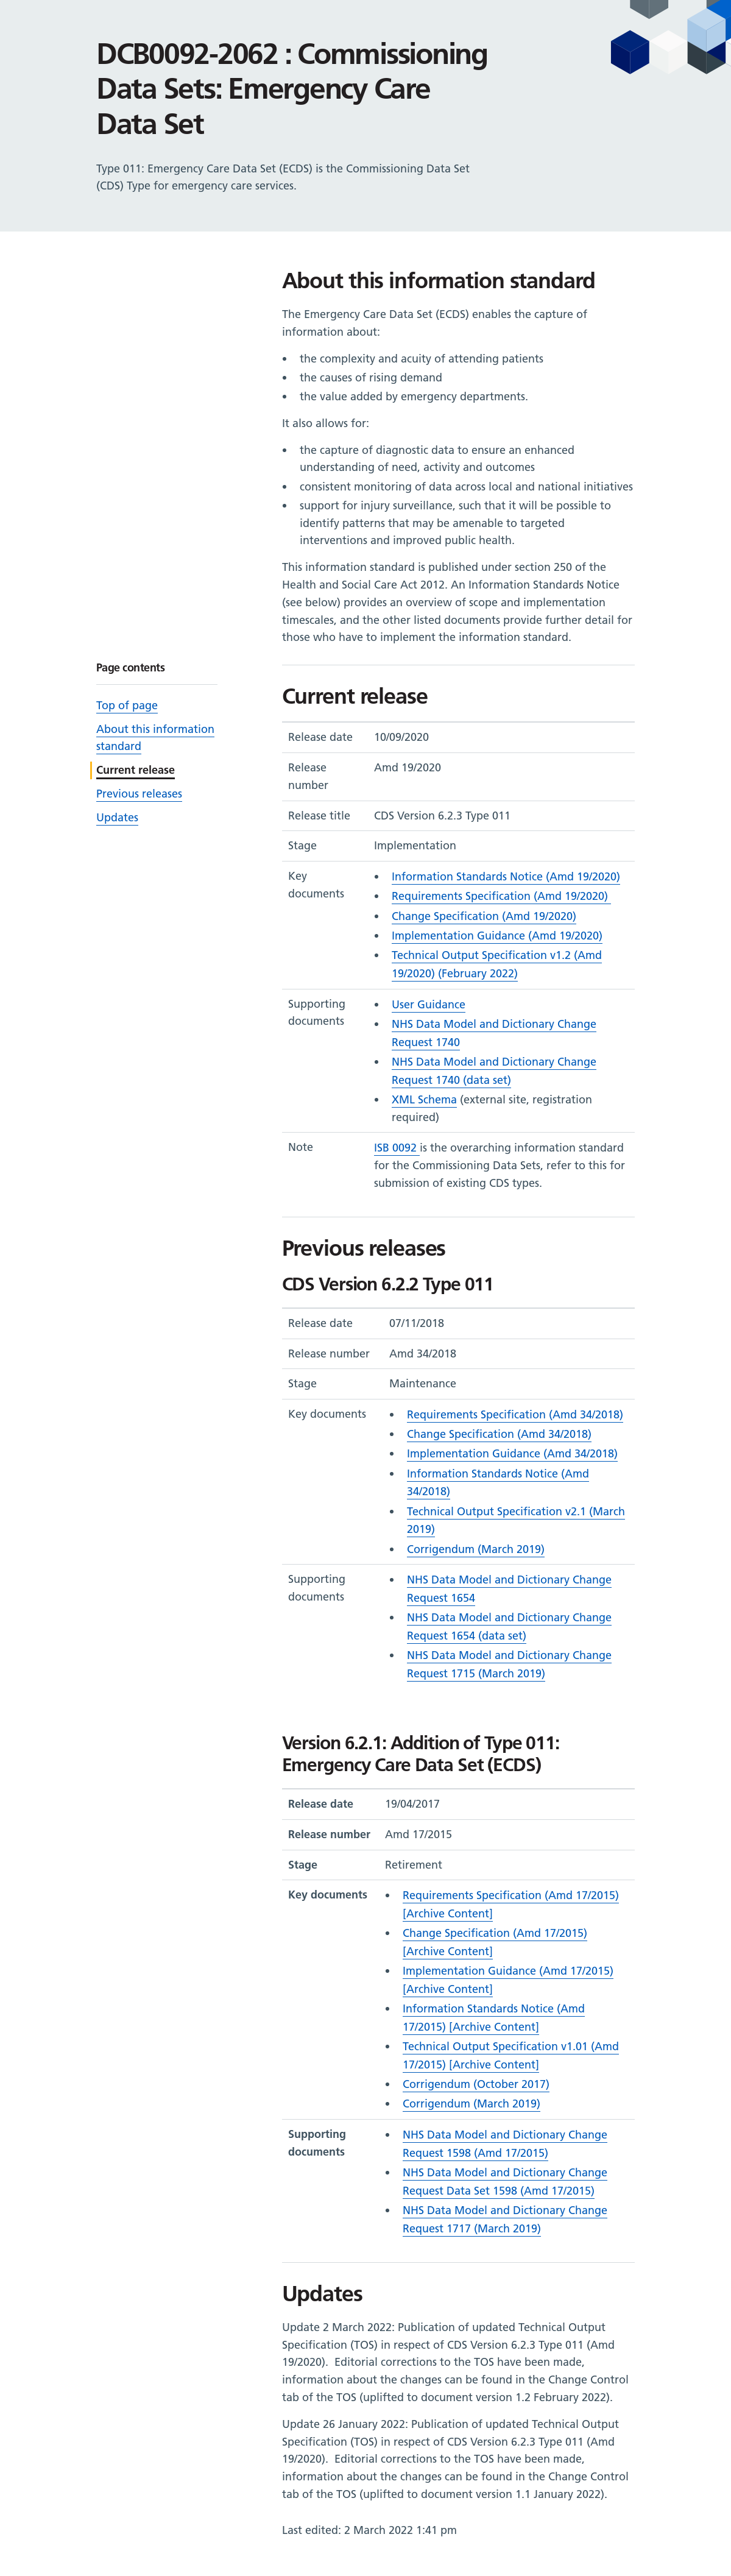 DCB0092-2062 : Commissioning
Data Sets: Emergency Care
Data Set
Type 011: Emergency Care Data Set (ECDS) is the Commissioning Data Set
(CDS) Type for emergency care services.
About this information standard
The Emergency Care Data Set (ECDS) enables the capture of
information about:
• the complexity and acuity of attending patients
• the causes of rising demand
• the value added by emergency departments.
It also allows for:
• the capture of diagnostic data to ensure an enhanced
understanding of need, activity and outcomes
• consistent monitoring of data across local and national initiatives
• support for injury surveillance, such that it will be possible to
identify patterns that may be amenable to targeted
interventions and improved public health.
This information standard is published under section 250 of the
Health and Social Care Act 2012. An Information Standards Notice
(see below) provides an overview of scope and implementation
timescales, and the other listed documents provide further detail for
those who have to implement the information standard.
Page contents
Top of page
About this information
standard
Current release
Previous releases
Updates
Current release
Release date 10/09/2020
Release Amd 19/2020
number
Release title CDS Version 6.2.3 Type 011
Stage Implementation
Key • Information Standards Notice (Amd 19/2020)
documents • Requirements Specification (Amd 19/2020)
• Change Specification (Amd 19/2020)
• Implementation Guidance (Amd 19/2020)
• Technical Output Specification v1.2 (Amd
19/2020) (February 2022)
Supporting • User Guidance
documents • NHS Data Model and Dictionary Change
Request 1740
• NHS Data Model and Dictionary Change
Request 1740 (data set)
• XML Schema (external site, registration
required)
Note ISB 0092 is the overarching information standard
for the Commissioning Data Sets, refer to this for
submission of existing CDS types.
Previous releases
CDS Version 6.2.2 Type 011
Release date 07/11/2018
Release number Amd 34/2018
Stage Maintenance
Key documents • Requirements Specification (Amd 34/2018)
• Change Specification (Amd 34/2018)
• Implementation Guidance (Amd 34/2018)
• Information Standards Notice (Amd
34/2018)
• Technical Output Specification v2.1 (March
2019)
• Corrigendum (March 2019)
Supporting • NHS Data Model and Dictionary Change
documents Request 1654
• NHS Data Model and Dictionary Change
Request 1654 (data set)
• NHS Data Model and Dictionary Change
Request 1715 (March 2019)
Version 6.2.1: Addition of Type 011:
Emergency Care Data Set (ECDS)
Release date 19/04/2017
Release number Amd 17/2015
Stage Retirement
Key documents • Requirements Specification (Amd 17/2015)
[Archive Content]
• Change Specification (Amd 17/2015)
[Archive Content]
• Implementation Guidance (Amd 17/2015)
[Archive Content]
• Information Standards Notice (Amd
17/2015) [Archive Content]
• Technical Output Specification v1.01 (Amd
17/2015) [Archive Content]
• Corrigendum (October 2017)
• Corrigendum (March 2019)
Supporting • NHS Data Model and Dictionary Change
documents Request 1598 (Amd 17/2015)
• NHS Data Model and Dictionary Change
Request Data Set 1598 (Amd 17/2015)
• NHS Data Model and Dictionary Change
Request 1717 (March 2019)
Updates
Update 2 March 2022: Publication of updated Technical Output
Specification (TOS) in respect of CDS Version 6.2.3 Type 011 (Amd
19/2020). Editorial corrections to the TOS have been made,
information about the changes can be found in the Change Control
tab of the TOS (uplifted to document version 1.2 February 2022).
Update 26 January 2022: Publication of updated Technical Output
Specification (TOS) in respect of CDS Version 6.2.3 Type 011 (Amd
19/2020). Editorial corrections to the TOS have been made,
information about the changes can be found in the Change Control
tab of the TOS (uplifted to document version 1.1 January 2022).
Last edited: 2 March 2022 1:41 pm